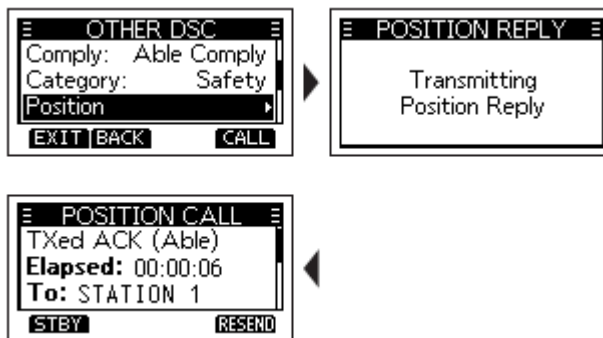 OTHER DSC
Comply: Able Comply
Category: Safety
Position
EXIT BACK CALL
POSITION REPLY
Transmitting
Position Reply
POSITION CALL
TXed ACK (Able)
Elapsed: 00:00:06
To: STATION 1
STBY RESEND